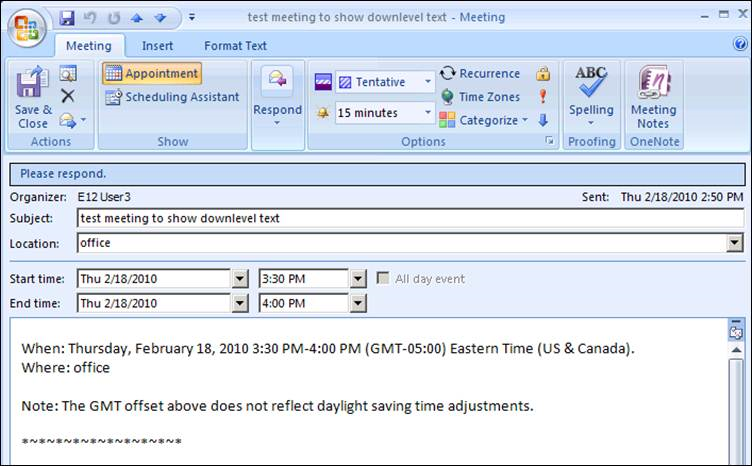 test meeting to show downlevel text - Meeting
Meeting Insert Format Text
Save & Close
Actions
Appointment
Scheduling Assistant
Show
Respond
Tentative
15 minutes
Recurrence
Time Zones
Categorize
Options
ABC
Spelling
Proofing
Meeting Notes
OneNote
Please respond.
Organizer: E12 User3 Sent: Thu 2/18/2010 2:50 PM
Subject: test meeting to show downlevel text
Location: office
Start time: Thu 2/18/2010 3:30 PM All day event
End time: Thu 2/18/2010 4:00 PM
When: Thursday, February 18, 2010 3:30 PM-4:00 PM (GMT-05:00) Eastern Time (US & Canada).
Where: office
Note: The GMT offset above does not reflect daylight saving time adjustments.
*~*~*~*~*~*~*~*~*~*